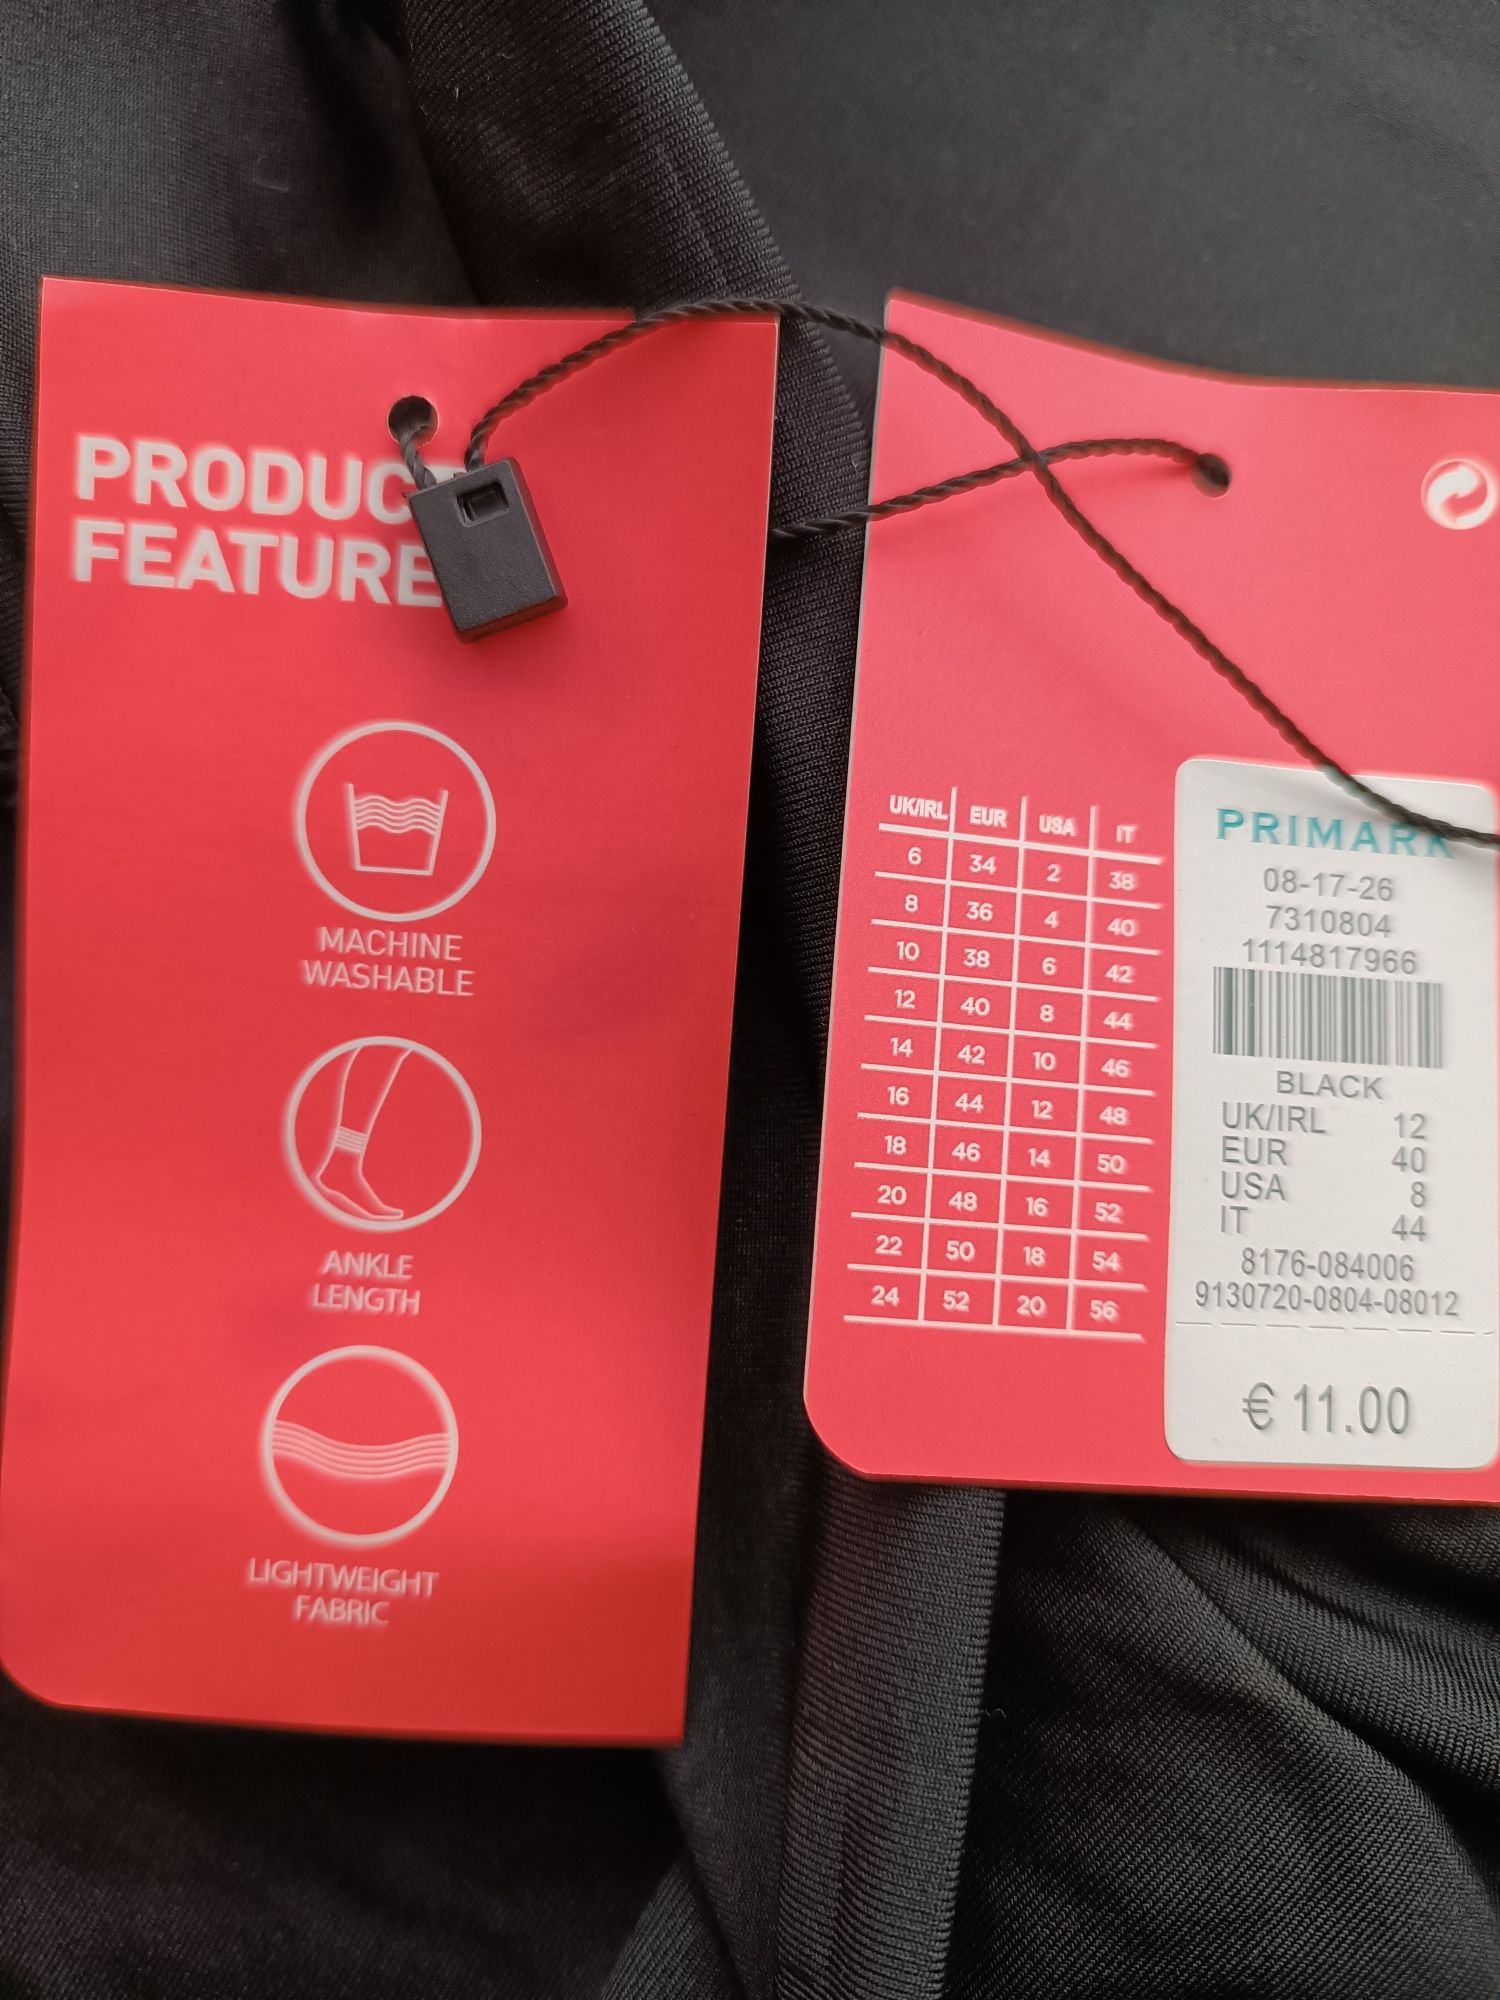 PRODUCT
FEATURE
MACHINE
WASHABLE
ANKLE
LENGTH
LIGHTWEIGHT
FABRIC
UK/IRL EUR USA IT
6 34 2 38
8 36 4 40
10 38 6 42
12 40 8 44
14 42 10 46
16 44 12 48
18 46 14 50
20 48 16 52
22 50 18 54
24 52 20 56
PRIMARK
08-17-26
7310804
1114817966
BLACK
UK/IRL 12
EUR 40
USA 8
IT 44
8176-084006
9130720-0804-08012
€ 11.00